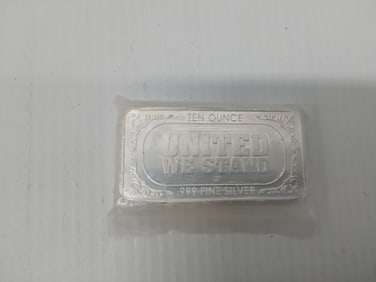 TEN OUNCE
UNITED
WE STAND
.999 FINE SILVER